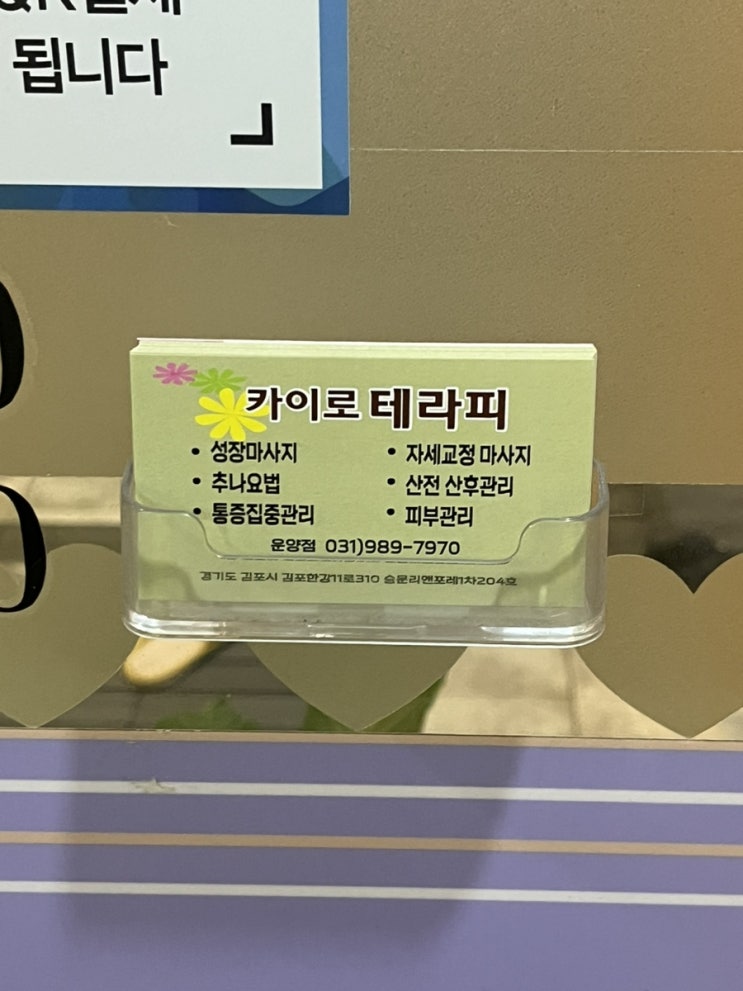 됩니다
카이로 테라피
• 성장마사지 • 자세교정 마사지
• 추나요법 • 산전 산후관리
• 통증집중관리 • 피부관리
운양점 031)989-7970
경기도 김포시 김포한강11로310 승문리앤포레1차204호